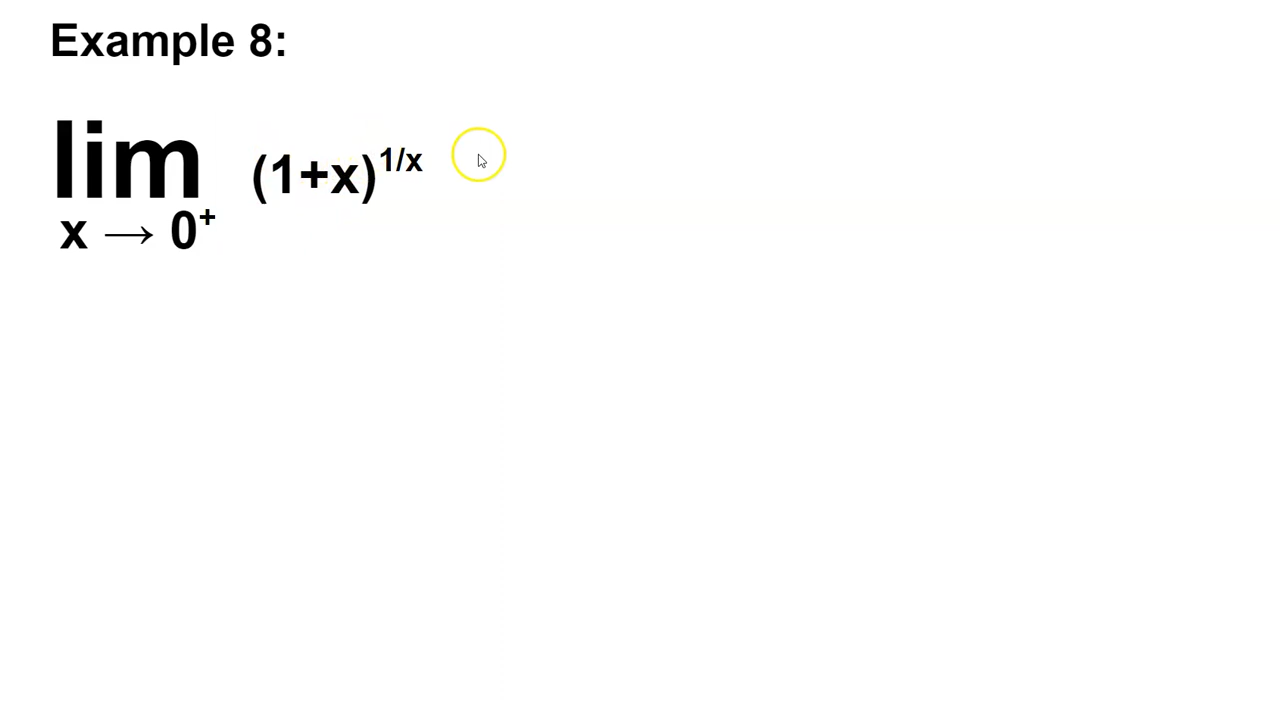 Example 8:
lim (1+x)^1/x
x → 0^+